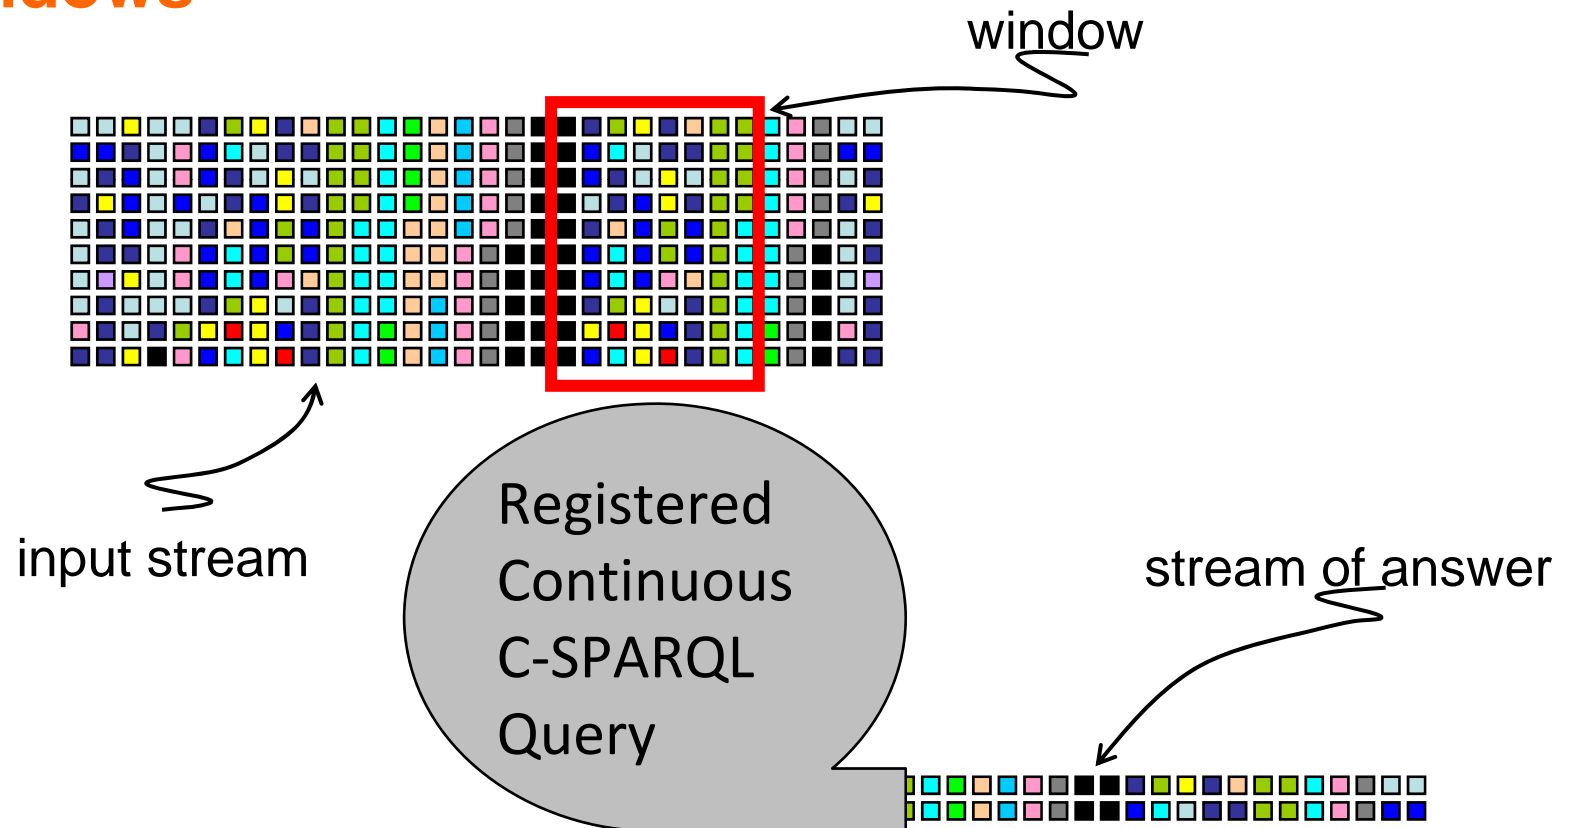 window
input stream
Registered
Continuous
C-SPARQL
Query
stream of answer